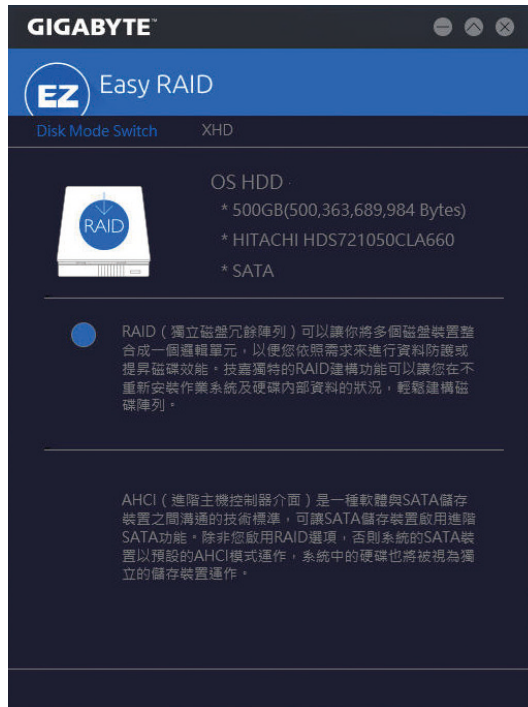 GIGABYTE™
EZ Easy RAID
Disk Mode Switch XHD
OS HDD
* 500GB(500,363,689,984 Bytes)
RAID
* HITACHI HDS721050CLA660
* SATA
RAID(獨立磁盤冗餘陣列)可以讓你將多個磁盤裝置整
合成一個邏輯單元，以便您依照需求來進行資料防護或
提昇磁碟效能。技嘉獨特的RAID建構功能可以讓您在不
重新安裝作業系統及硬碟內部資料的狀況，輕鬆建構磁
碟陣列。
AHCI(進階主機控制器介面)是一種軟體與SATA儲存
裝置之間溝通的技術標準，可讓SATA儲存裝置啟用進階
SATA功能。除非您啟用RAID選項，否則系統的SATA裝
置以預設的AHCI模式運作，系統中的硬碟也將被視為獨
立的儲存裝置運作。